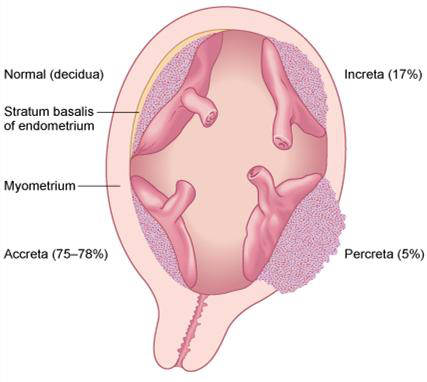 Normal (decidua)
Increta (17%)
Stratum basalis
of endometrium
Myometrium
Accreta (75–78%)
Percreta (5%)